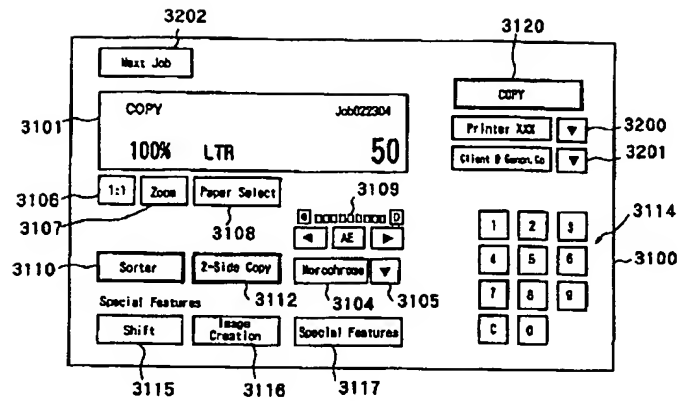 3202
3120
Next Job
COPY
COPY Job022304
3101
Printer XXX ▼ 3200
100% LTR 50
Client @ Canon.Co ▼ 3201
3106 1:1 Zoom Paper Select 3109
3107 3108
◀ AE ▶
1 2 3 3114
3110 Sorter 2-Side Copy 4 5 6 3100
3112 Monochrome ▼ 3105
3104
7 8 9
Special Features
C 0
Shift Image Creation Special Features
3115 3116 3117